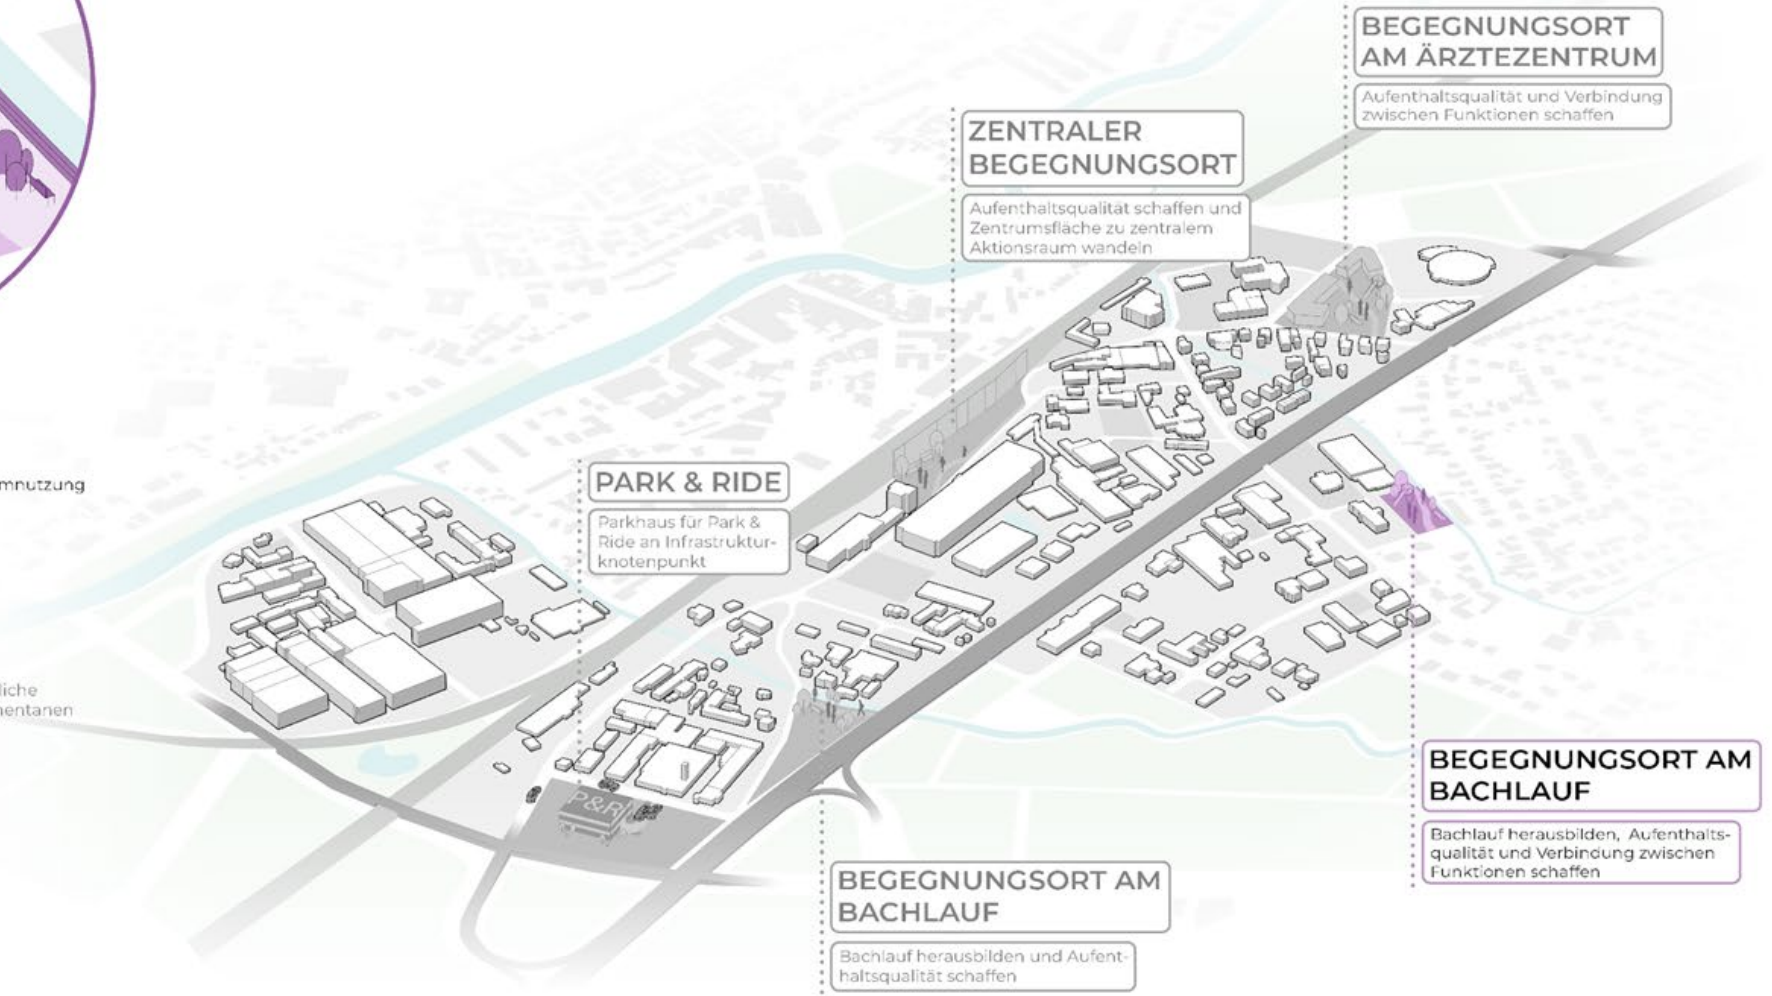 BEGEGNUNGSORT
AM ÄRZTEZENTRUM
Aufenthaltsqualität und Verbindung
zwischen Funktionen schaffen
ZENTRALER
BEGEGNUNGSORT
Aufenthaltsqualität schaffen und
Zentrumsfläche zu zentralem
Aktionsraum wandeln
mnutzung
PARK & RIDE
Parkhaus für Park &
Ride an Infrastruktur-
knotenpunkt
liche
nentanen
P&R
BEGEGNUNGSORT AM
BACHLAUF
Bachlauf herausbilden, Aufenthalts-
qualität und Verbindung zwischen
Funktionen schaffen
BEGEGNUNGSORT AM
BACHLAUF
Bachlauf herausbilden und Aufent-
haltsqualität schaffen